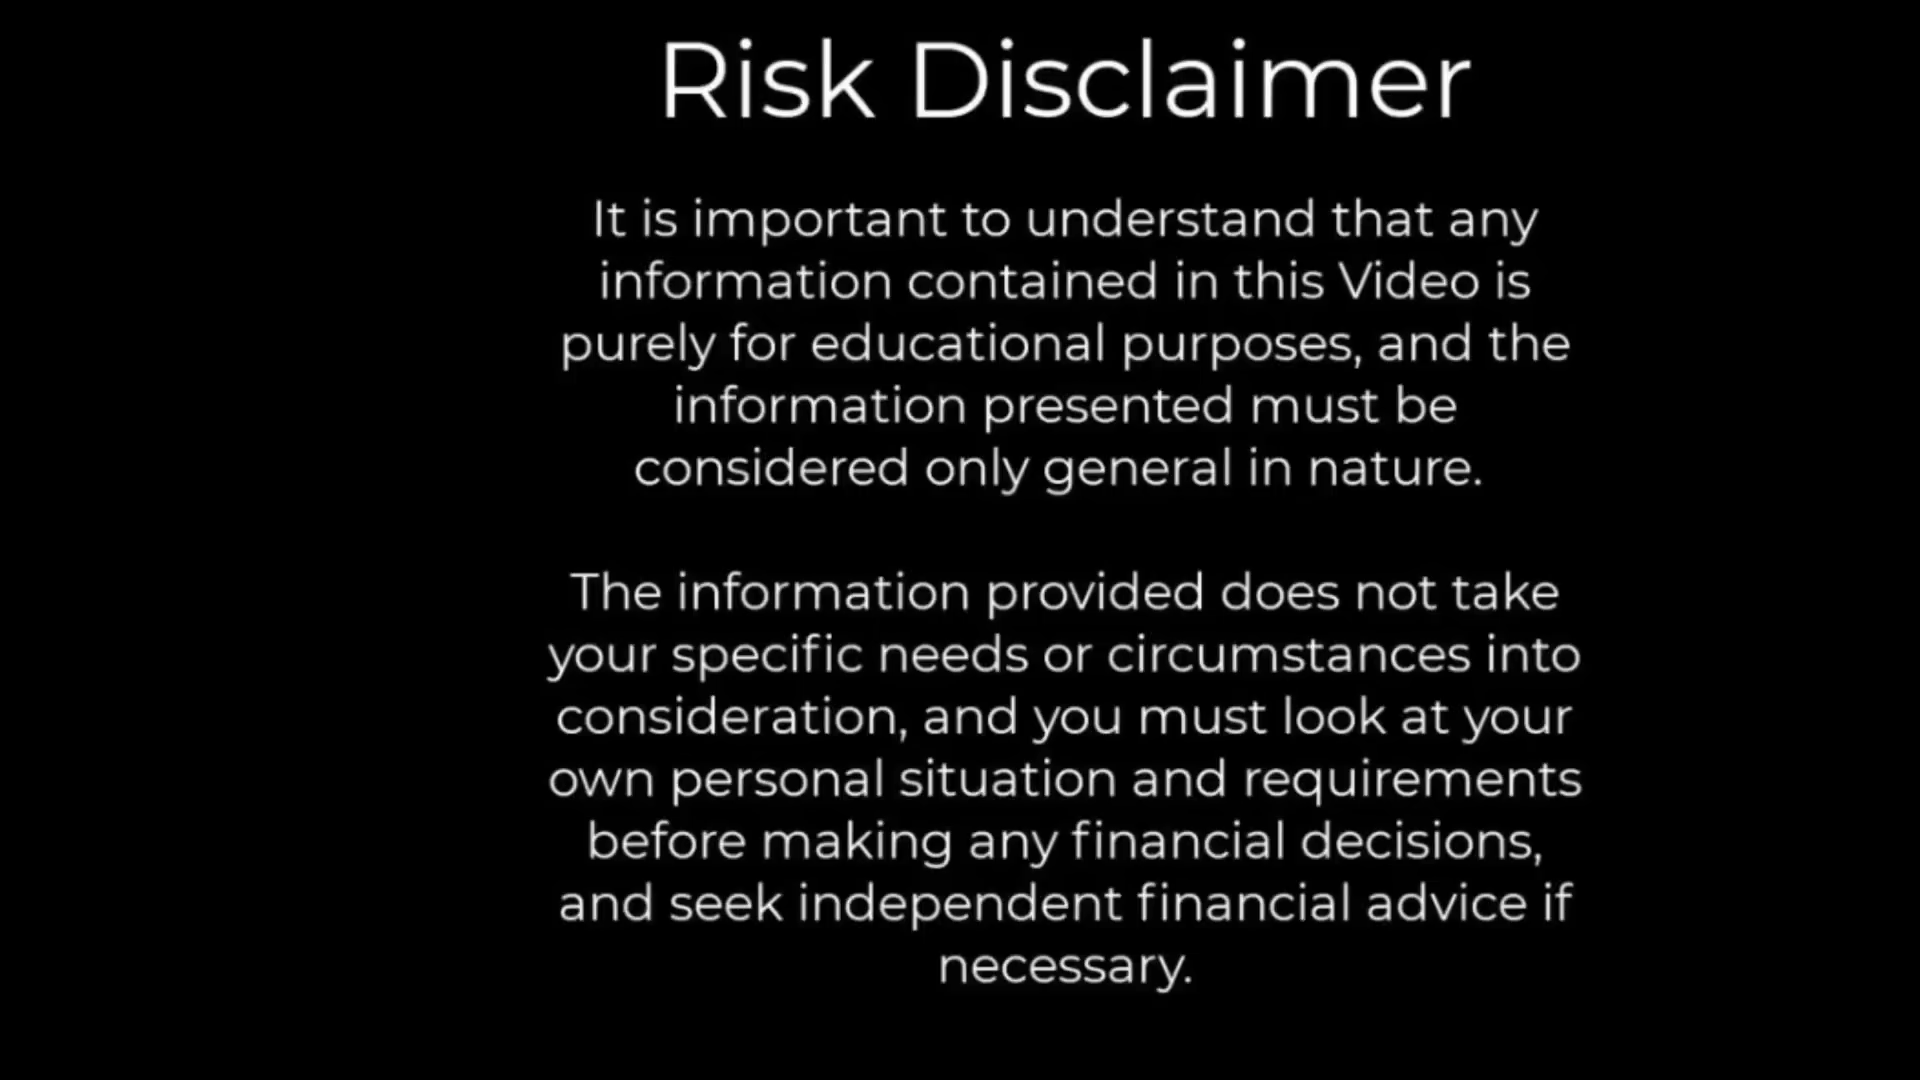 Risk Disclaimer
It is important to understand that any
information contained in this Video is
purely for educational purposes, and the
information presented must be
considered only general in nature.
The information provided does not take
your specific needs or circumstances into
consideration, and you must look at your
own personal situation and requirements
before making any financial decisions,
and seek independent financial advice if
necessary.